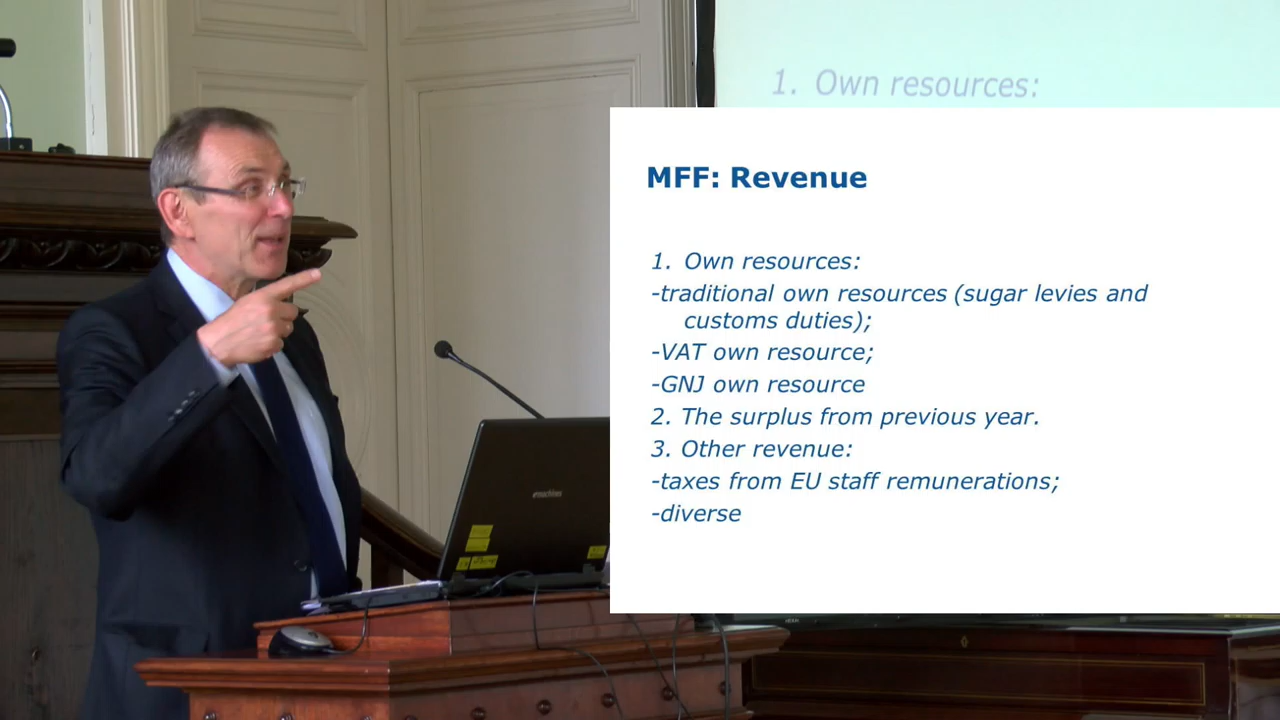 1. Own resources:
MFF: Revenue
1. Own resources:
-traditional own resources (sugar levies and
customs duties);
-VAT own resource;
-GNJ own resource
2. The surplus from previous year.
3. Other revenue:
-taxes from EU staff remunerations;
-diverse
emachines